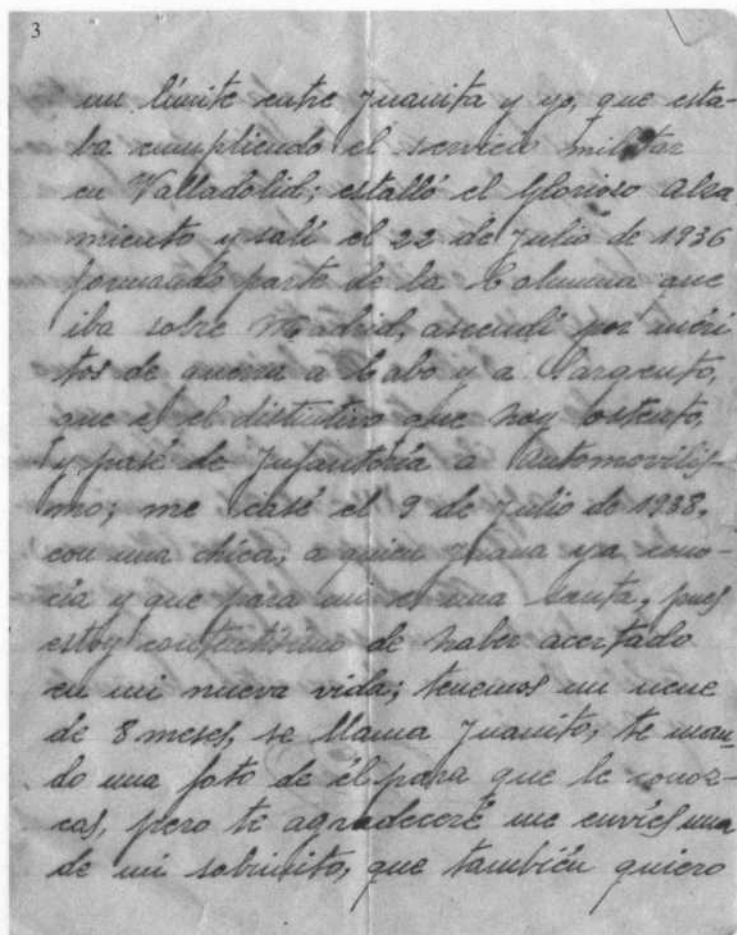 3
un límite entre Juanita y yo, que esta-
ba cumpliendo el servicio militar
en Valladolid; estalló el Glorioso Alza
miento y salí el 22 de Julio de 1936
formando parte de la Columna que
iba sobre Madrid, ascendí por méri
tos de guerra a Cabo y a Sargento,
que es el distintivo que hoy ostento,
y pasé de Infantería a Automovilis-
mo; me casé el 9 de Julio de 1938,
con una chica, a quien Juana ya cono-
cía y que para mi es una santa, pues
estoy contentísimo de haber acertado
en mi nueva vida; tenemos un nene
de 8 meses, se llama Juanito, te man-
do una foto de él para que le conoz-
cas, pero te agradeceré me envíes una
de mi sobrinito, que también quiero